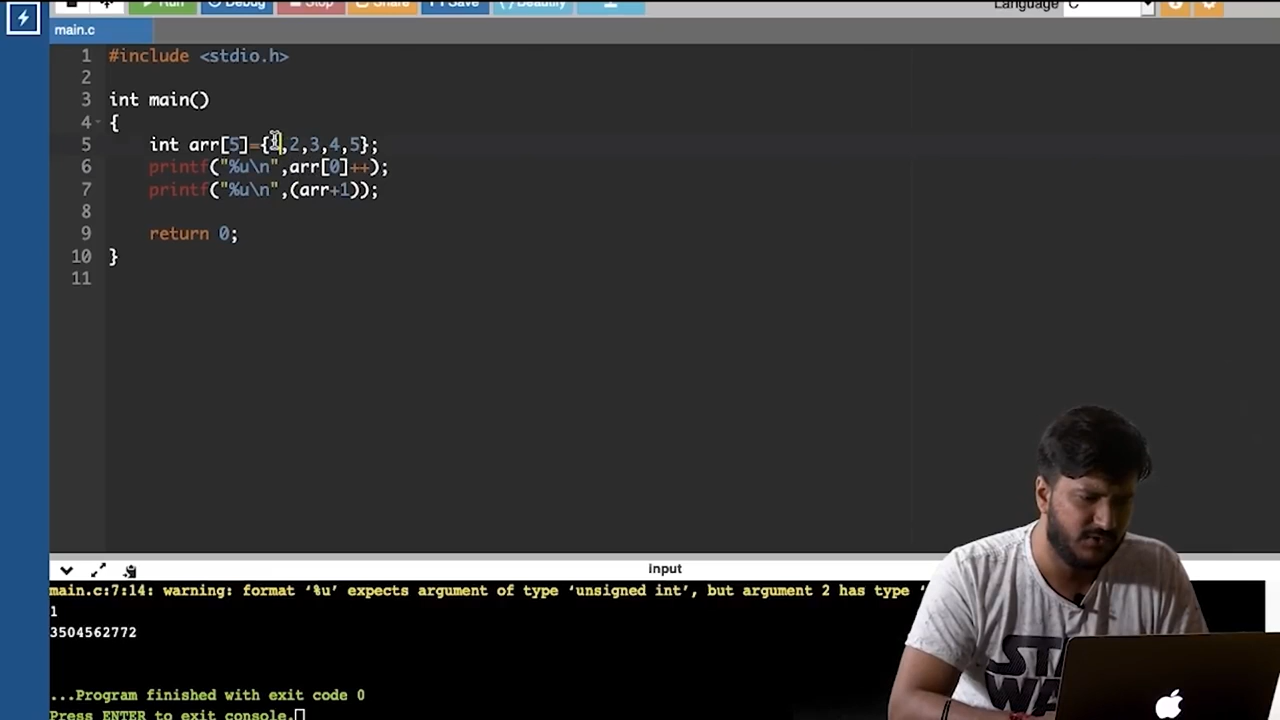 Run Debug Stop Share Save { } Beautify Language C
main.c
1 #include <stdio.h>
2
3 int main()
4 {
5 int arr[5]={ ,2,3,4,5};
6 printf("%u\n",arr[0]++);
7 printf("%u\n",(arr+1));
8
9 return 0;
10 }
11
input
main.c:7:14: warning: format ‘%u’ expects argument of type ‘unsigned int’, but argument 2 has type ‘
1
3504562772
...Program finished with exit code 0
Press ENTER to exit console.
STA
WA